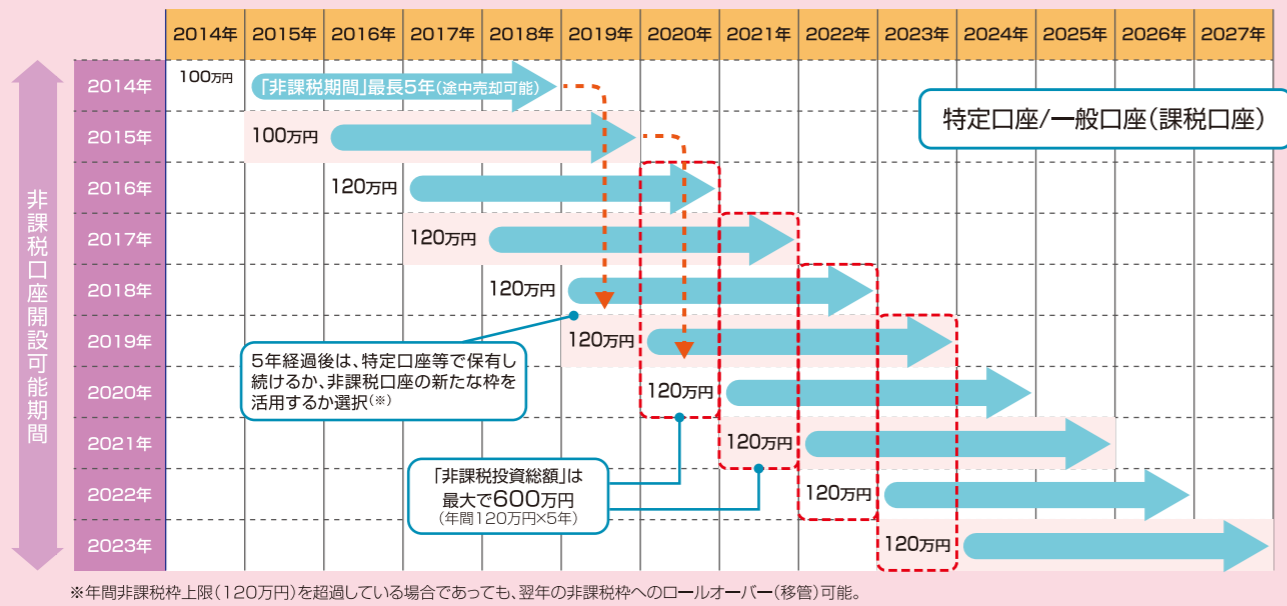 2014年 2015年 2016年 2017年 2018年 2019年 2020年 2021年 2022年 2023年 2024年 2025年 2026年 2027年
非課税口座開設可能期間
2014年 100万円 「非課税期間」最長5年(途中売却可能)
特定口座/一般口座(課税口座)
2015年 100万円
2016年 120万円
2017年 120万円
2018年 120万円
2019年 120万円
5年経過後は、特定口座等で保有し
続けるか、非課税口座の新たな枠を
活用するか選択(※)
2020年 120万円
2021年 120万円
「非課税投資総額」は
最大で600万円
(年間120万円×5年)
2022年 120万円
2023年 120万円
※年間非課税枠上限(120万円)を超過している場合であっても、翌年の非課税枠へのロールオーバー(移管)可能。